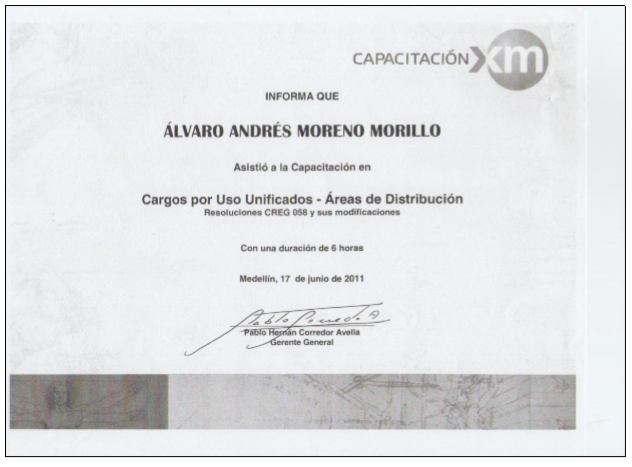 CAPACITACIÓN xm
INFORMA QUE
ÁLVARO ANDRÉS MORENO MORILLO
Asistió a la Capacitación en
Cargos por Uso Unificados - Áreas de Distribución
Resoluciones CREG 058 y sus modificaciones
Con una duración de 6 horas
Medellín, 17 de junio de 2011
Pablo Corredor A
Pablo Hernán Corredor Avella
Gerente General